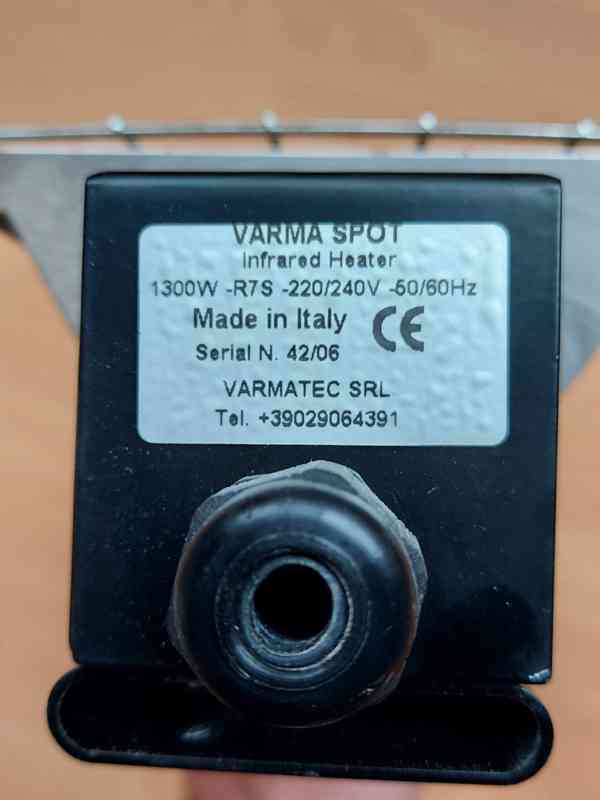 VARMA SPOT
Infrared Heater
1300W -R7S -220/240V -50/60Hz
Made in Italy CE
Serial N. 42/06
VARMATEC SRL
Tel. +39029064391